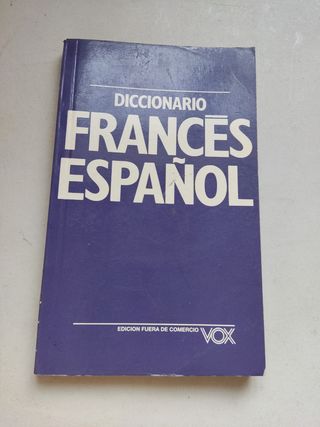 DICCIONARIO
FRANCÉS
ESPAÑOL
EDICION FUERA DE COMERCIO VOX